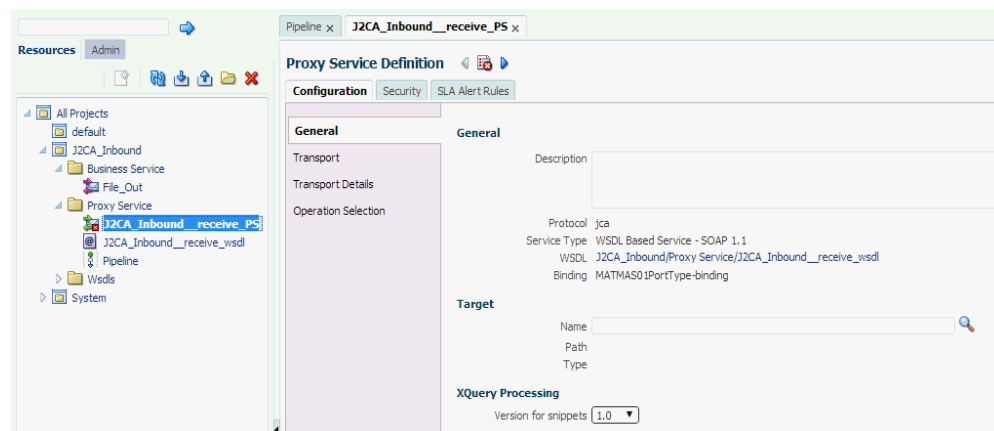 Resources Admin
All Projects
default
J2CA_Inbound
Business Service
File_Out
Proxy Service
J2CA_Inbound__receive_PS
J2CA_Inbound__receive_wsdl
Pipeline
Wsdls
System
Pipeline x J2CA_Inbound__receive_PS x
Proxy Service Definition
Configuration Security SLA Alert Rules
General
Transport
Transport Details
Operation Selection
General
Description
Protocol jca
Service Type WSDL Based Service - SOAP 1.1
WSDL J2CA_Inbound/Proxy Service/J2CA_Inbound__receive_wsdl
Binding MATMAS01PortType-binding
Target
Name
Path
Type
XQuery Processing
Version for snippets 1.0